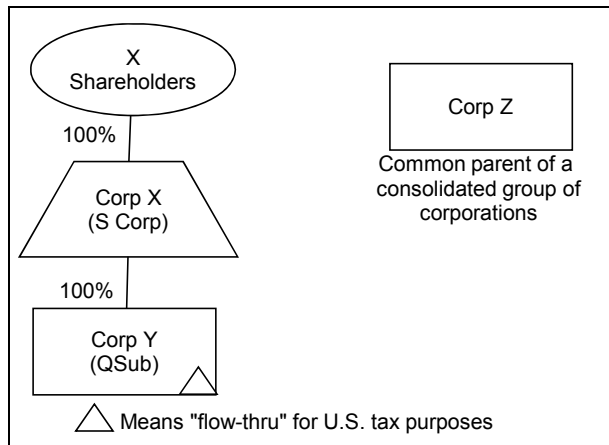 X
Shareholders
100%
Corp X
(S Corp)
100%
Corp Y
(QSub)
Corp Z
Common parent of a
consolidated group of
corporations
Means "flow-thru" for U.S. tax purposes